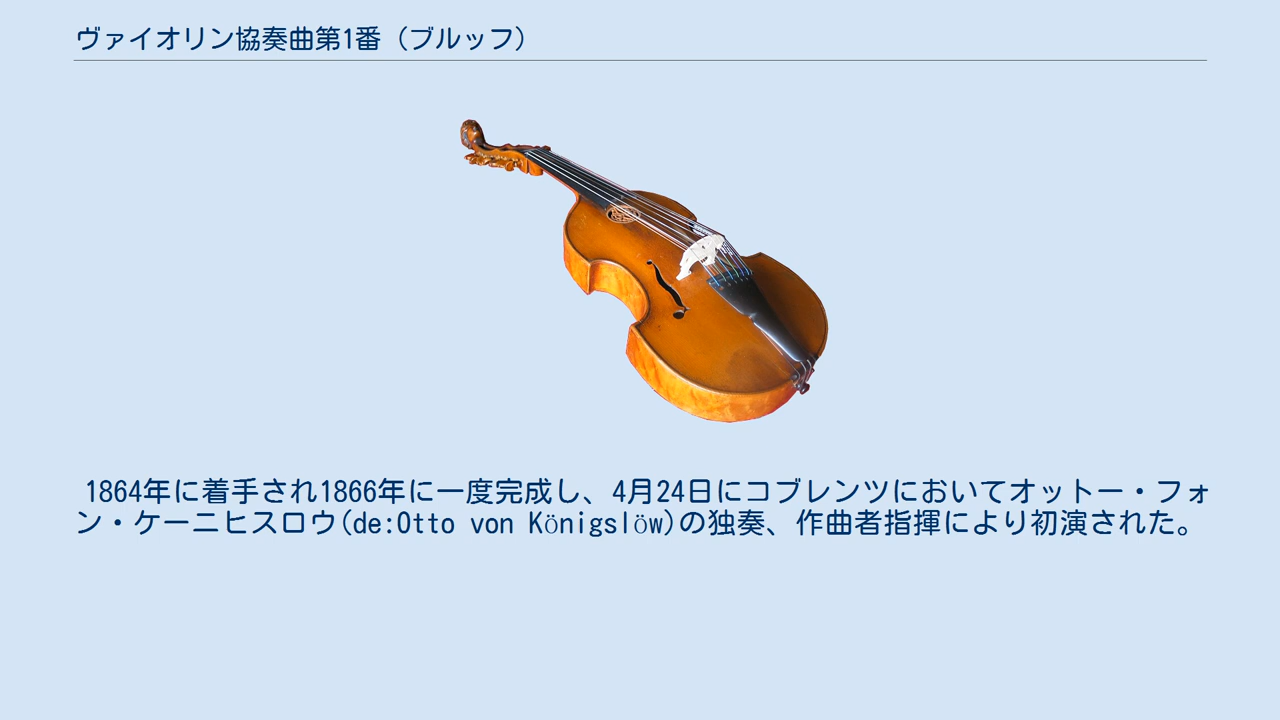 ヴァイオリン協奏曲第1番（ブルッフ）
1864年に着手され1866年に一度完成し、4月24日にコブレンツにおいてオットー・フォ
ン・ケーニヒスロウ(de:Otto von Königslöw)の独奏、作曲者指揮により初演された。